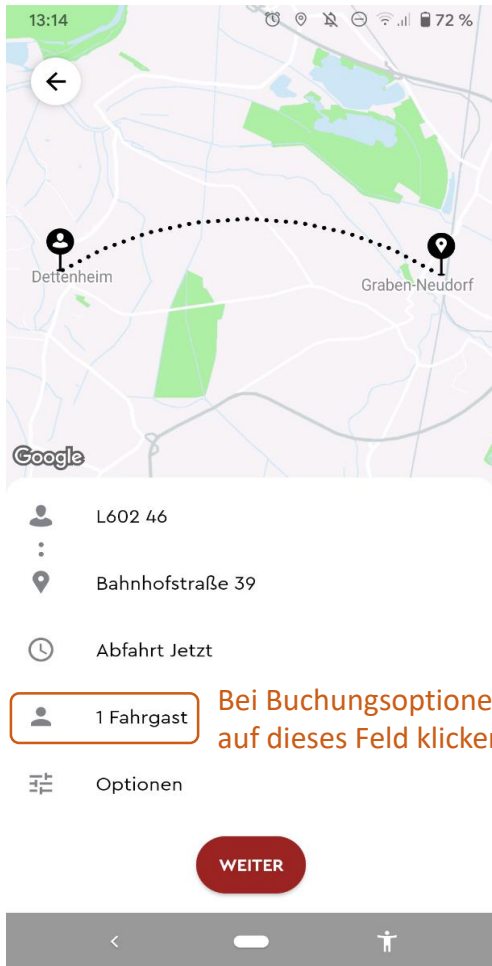 13:14
72 %
Dettenheim
Graben-Neudorf
Google
L602 46
Bahnhofstraße 39
Abfahrt Jetzt
1 Fahrgast
Bei Buchungsoptione
auf dieses Feld klicker
Optionen
WEITER